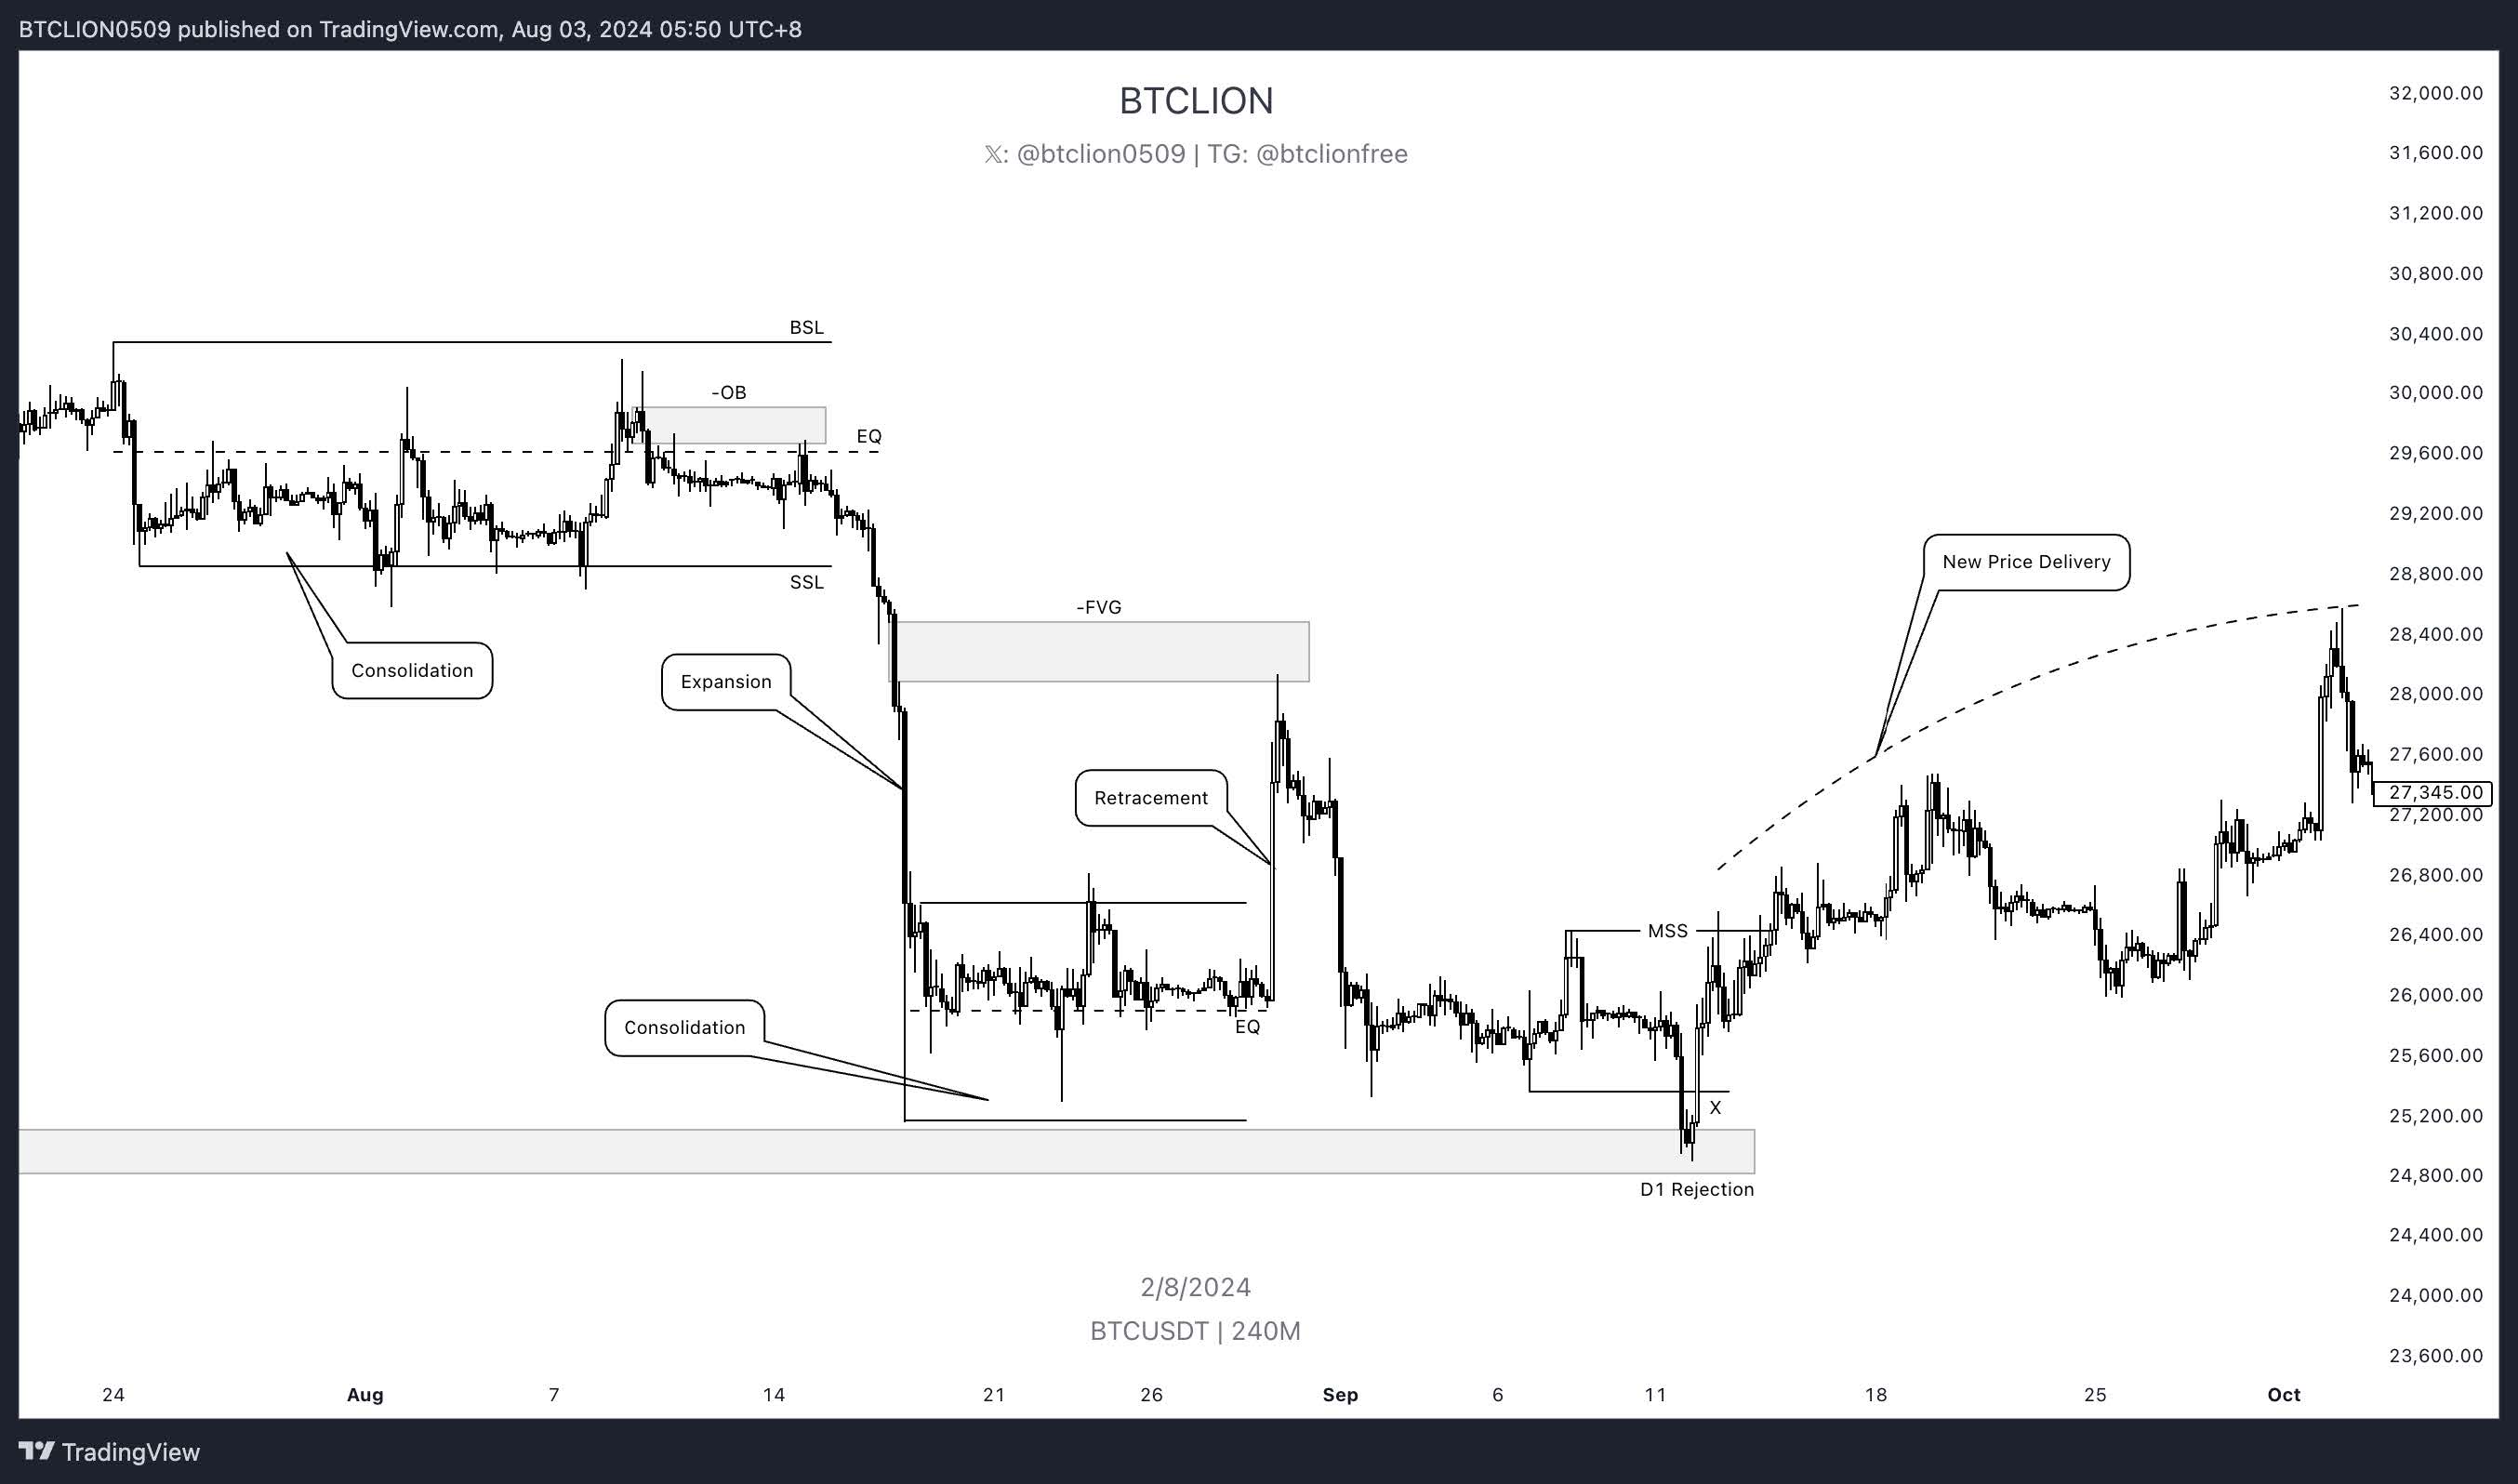 BTCLION0509 published on TradingView.com, Aug 03, 2024 05:50 UTC+8
BTCLION
𝕏: @btclion0509 | TG: @btclionfree
32,000.00
31,600.00
31,200.00
30,800.00
30,400.00
30,000.00
29,600.00
29,200.00
28,800.00
28,400.00
28,000.00
27,600.00
27,345.00
27,200.00
26,800.00
26,400.00
26,000.00
25,600.00
25,200.00
24,800.00
24,400.00
24,000.00
23,600.00
BSL
-OB
EQ
SSL
Consolidation
Expansion
-FVG
Retracement
New Price Delivery
MSS
Consolidation
EQ
X
D1 Rejection
2/8/2024
BTCUSDT | 240M
24 Aug 7 14 21 26 Sep 6 11 18 25 Oct
TradingView